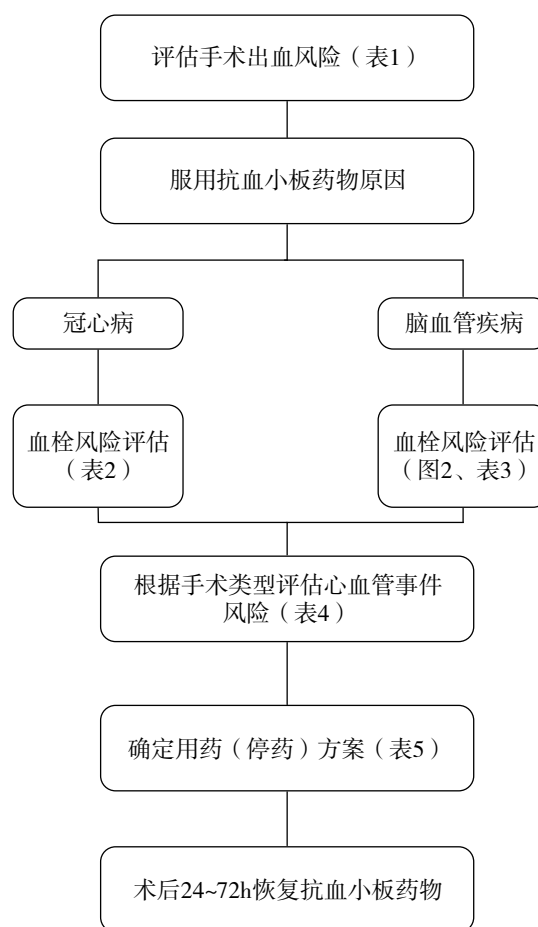 评估手术出血风险（表1）
服用抗血小板药物原因
冠心病
脑血管疾病
血栓风险评估
（表2）
血栓风险评估
（图2、表3）
根据手术类型评估心血管事件
风险（表4）
确定用药（停药）方案（表5）
术后24~72h恢复抗血小板药物